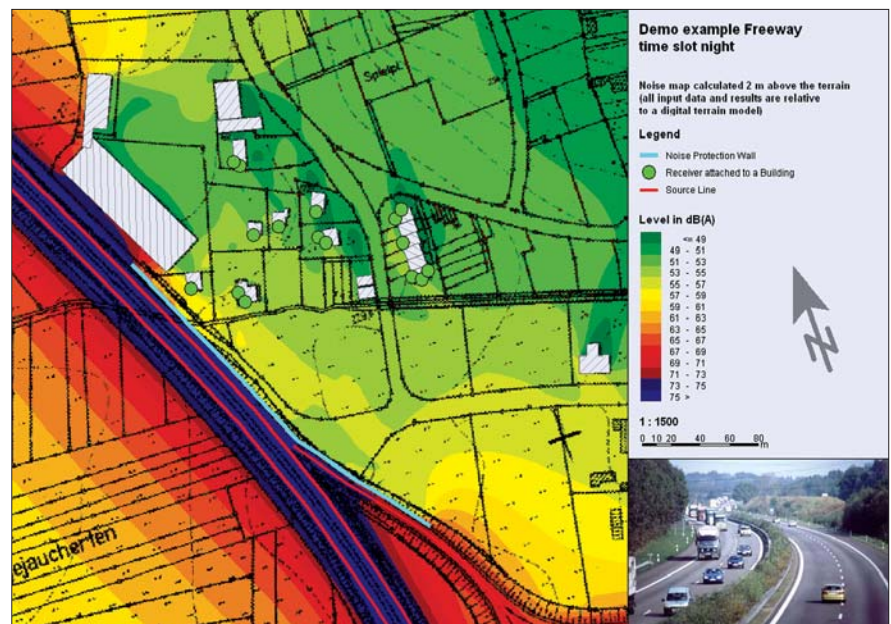 Demo example Freeway
time slot night
Noise map calculated 2 m above the terrain
(all input data and results are relative
to a digital terrain model)
Legend
Noise Protection Wall
Receiver attached to a Building
Source Line
Level in dB(A)
<= 49
49 - 51
51 - 53
53 - 55
55 - 57
57 - 59
59 - 61
61 - 63
63 - 65
65 - 67
67 - 69
69 - 71
71 - 73
73 - 75
75 >
N
1 : 1500
0 10 20 40 60 80
m
Spielpl.
ejaucherten